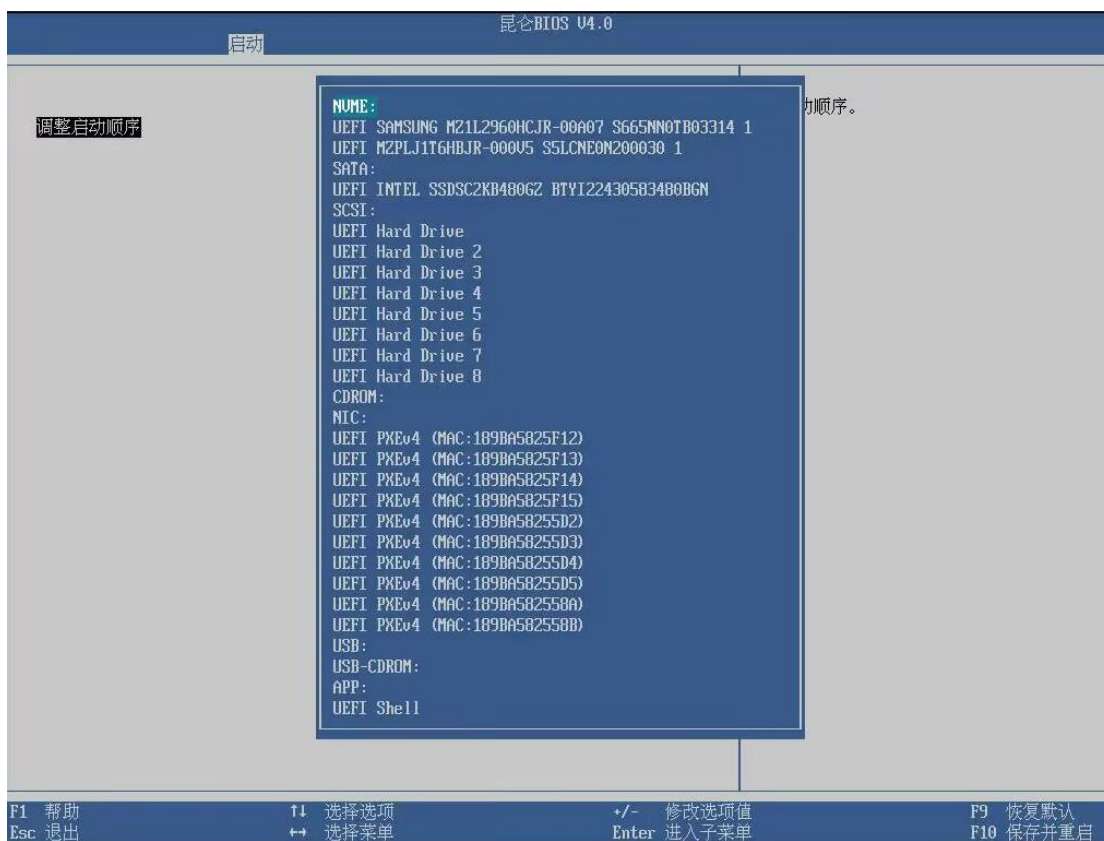 昆仑BIOS V4.0
启动
调整启动顺序
动顺序。
NVME:
UEFI SAMSUNG MZ1L2960HCJR-00A07 S665NN0TB03314 1
UEFI MZPLJ1T6HBJR-000V5 S5LCNE0N200030 1
SATA:
UEFI INTEL SSDSC2KB480GZ BTYI22430583480BGN
SCSI:
UEFI Hard Drive
UEFI Hard Drive 2
UEFI Hard Drive 3
UEFI Hard Drive 4
UEFI Hard Drive 5
UEFI Hard Drive 6
UEFI Hard Drive 7
UEFI Hard Drive 8
CDROM:
NIC:
UEFI PXEv4 (MAC:189BA5825F12)
UEFI PXEv4 (MAC:189BA5825F13)
UEFI PXEv4 (MAC:189BA5825F14)
UEFI PXEv4 (MAC:189BA5825F15)
UEFI PXEv4 (MAC:189BA58255D2)
UEFI PXEv4 (MAC:189BA58255D3)
UEFI PXEv4 (MAC:189BA58255D4)
UEFI PXEv4 (MAC:189BA58255D5)
UEFI PXEv4 (MAC:189BA582558A)
UEFI PXEv4 (MAC:189BA582558B)
USB:
USB-CDROM:
APP:
UEFI Shell
F1 帮助 ↑↓ 选择选项 +/- 修改选项值 F9 恢复默认
Esc 退出 ↔ 选择菜单 Enter 进入子菜单 F10 保存并重启